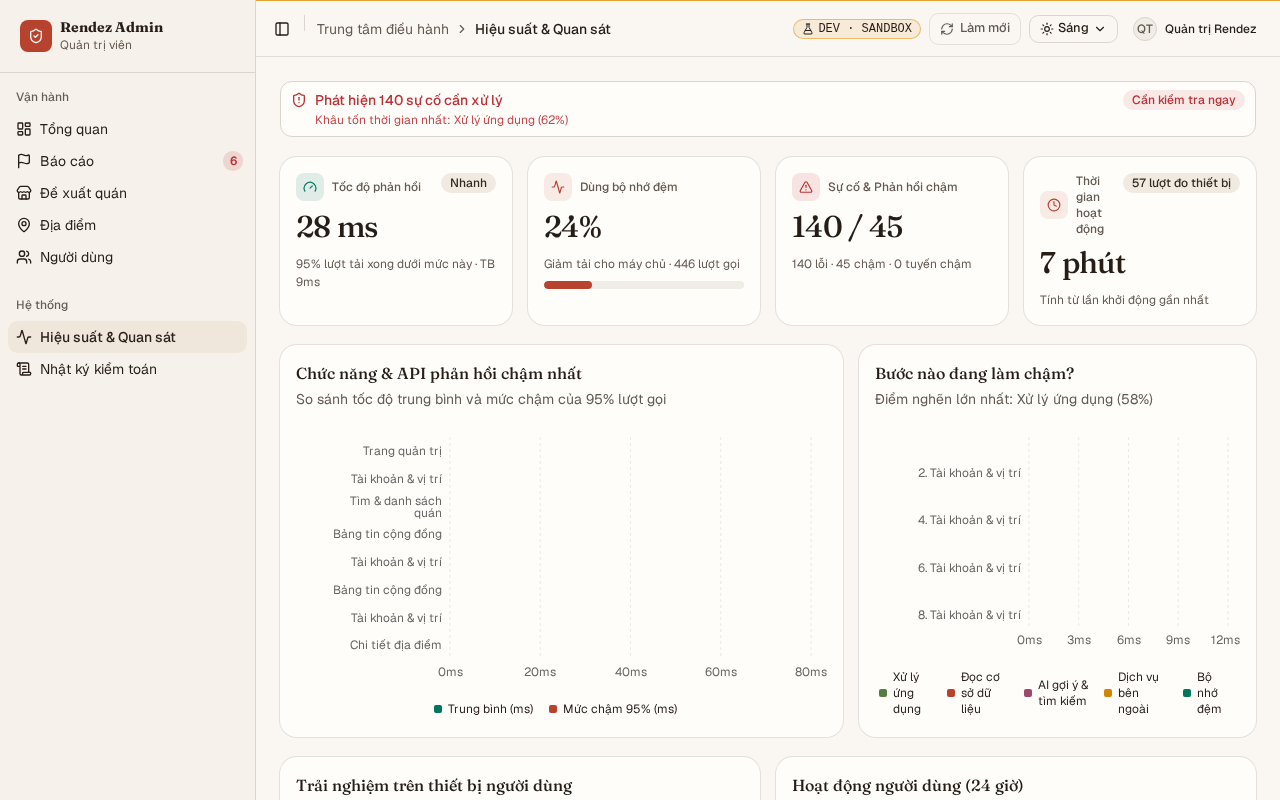 Rendez Admin
Quản trị viên
Vận hành
Tổng quan
Báo cáo
6
Đề xuất quán
Địa điểm
Người dùng
Hệ thống
Hiệu suất & Quan sát
Nhật ký kiểm toán
Trung tâm điều hành
Hiệu suất & Quan sát
DEV · SANDBOX
Làm mới
Sáng
QT
Quản trị Rendez
Phát hiện 140 sự cố cần xử lý
Khâu tốn thời gian nhất: Xử lý ứng dụng (62%)
Cần kiểm tra ngay
Tốc độ phản hồi
Nhanh
28 ms
95% lượt tải xong dưới mức này · TB
9ms
Dùng bộ nhớ đệm
24%
Giảm tải cho máy chủ · 446 lượt gọi
Sự cố & Phản hồi chậm
140 / 45
140 lỗi · 45 chậm · 0 tuyến chậm
Thời
gian
hoạt
động
57 lượt đo thiết bị
7 phút
Tính từ lần khởi động gần nhất
Chức năng & API phản hồi chậm nhất
So sánh tốc độ trung bình và mức chậm của 95% lượt gọi
Trang quản trị
Tài khoản & vị trí
Tìm & danh sách
quán
Bảng tin cộng đồng
Tài khoản & vị trí
Bảng tin cộng đồng
Tài khoản & vị trí
Chi tiết địa điểm
0ms
20ms
40ms
60ms
80ms
Trung bình (ms)
Mức chậm 95% (ms)
Bước nào đang làm chậm?
Điểm nghẽn lớn nhất: Xử lý ứng dụng (58%)
2. Tài khoản & vị trí
4. Tài khoản & vị trí
6. Tài khoản & vị trí
8. Tài khoản & vị trí
0ms
3ms
6ms
9ms
12ms
Xử lý
ứng
dụng
Đọc cơ
sở dữ
liệu
AI gợi ý &
tìm kiếm
Dịch vụ
bên
ngoài
Bộ
nhớ
đệm
Trải nghiệm trên thiết bị người dùng
Hoạt động người dùng (24 giờ)